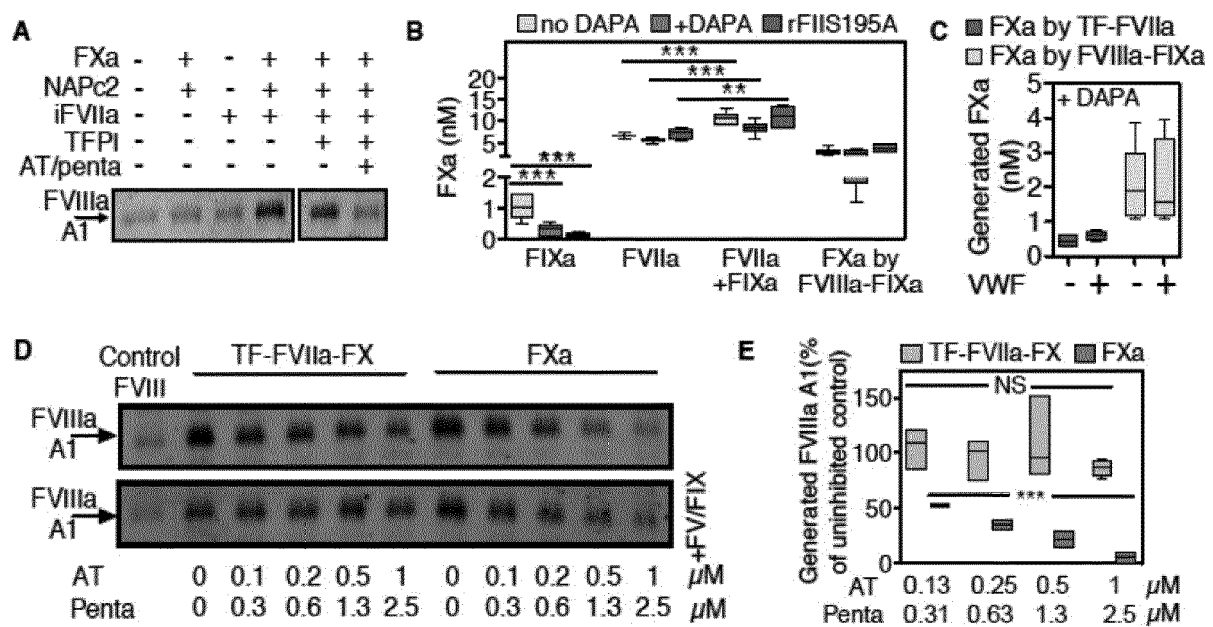 A
FXa - + - + + +
NAPc2 - + - + + +
iFVIIa - - + + + +
TFPI + +
AT/penta +
FVIIIa
A1
B
no DAPA +DAPA rFIIS195A
FXa (nM)
20
15
10
5
2
1
0
***
***
**
***
***
FIXa FVIIa FVIIa +FIXa FXa by FVIIIa-FIXa
C
FXa by TF-FVIIa
FXa by FVIIIa-FIXa
Generated FXa (nM)
5
4
3
2
1
0
+ DAPA
VWF - + - +
D
Control FVIII TF-FVIIa-FX FXa
FVIIIa
A1
FVIIIa
A1
+FV/FIX
AT 0 0.1 0.2 0.5 1 0 0.1 0.2 0.5 1 µM
Penta 0 0.3 0.6 1.3 2.5 0 0.3 0.6 1.3 2.5 µM
E
TF-FVIIa-FX FXa
Generated FVIIIa A1(% of uninhibited control)
150
100
50
0
NS
***
AT 0.13 0.25 0.5 1 µM
Penta 0.31 0.63 1.3 2.5 µM